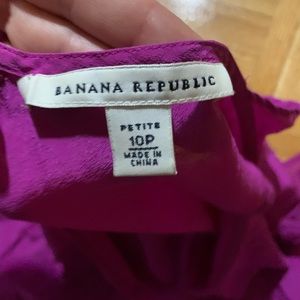 BANANA REPUBLIC
PETITE
10P
MADE IN
CHINA